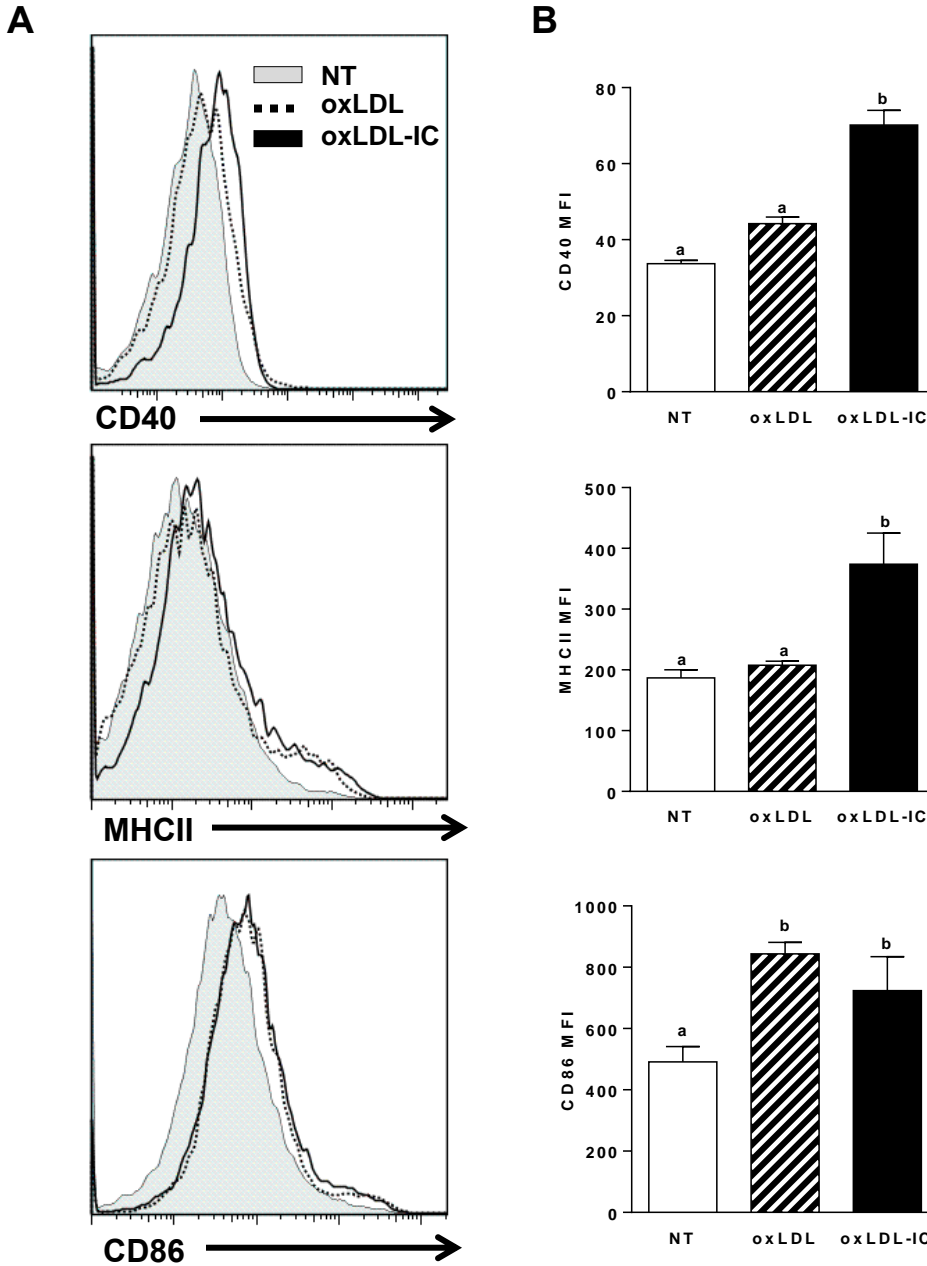 A
NT
oxLDL
oxLDL-IC
CD40
MHCII
CD86
B
80
60
40
20
0
CD40 MFI
a
a
b
NT
oxLDL
oxLDL-IC
500
400
300
200
100
0
MHCII MFI
a
a
b
NT
oxLDL
oxLDL-IC
1000
800
600
400
200
0
CD86 MFI
a
b
b
NT
oxLDL
oxLDL-IC